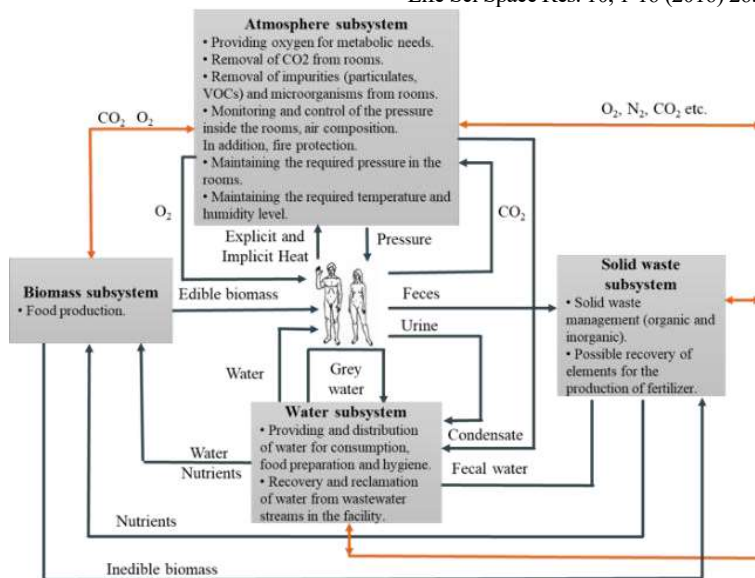 Atmosphere subsystem
• Providing oxygen for metabolic needs.
• Removal of CO2 from rooms.
• Removal of impurities (particulates,
VOCs) and microorganisms from rooms.
• Monitoring and control of the pressure
inside the rooms, air composition.
In addition, fire protection.
• Maintaining the required pressure in the
rooms.
• Maintaining the required temperature and
humidity level.
CO₂ O₂
O₂, N₂, CO₂ etc.
O₂
CO₂
Explicit and
Implicit Heat
Pressure
Biomass subsystem
• Food production.
Edible biomass
Feces
Urine
Solid waste
subsystem
• Solid waste
management (organic and
inorganic).
• Possible recovery of
elements for the
production of fertilizer.
Water
Grey
water
Water subsystem
• Providing and distribution
of water for consumption,
food preparation and hygiene.
• Recovery and reclamation
of water from wastewater
streams in the facility.
Condensate
Fecal water
Water
Nutrients
Nutrients
Inedible biomass